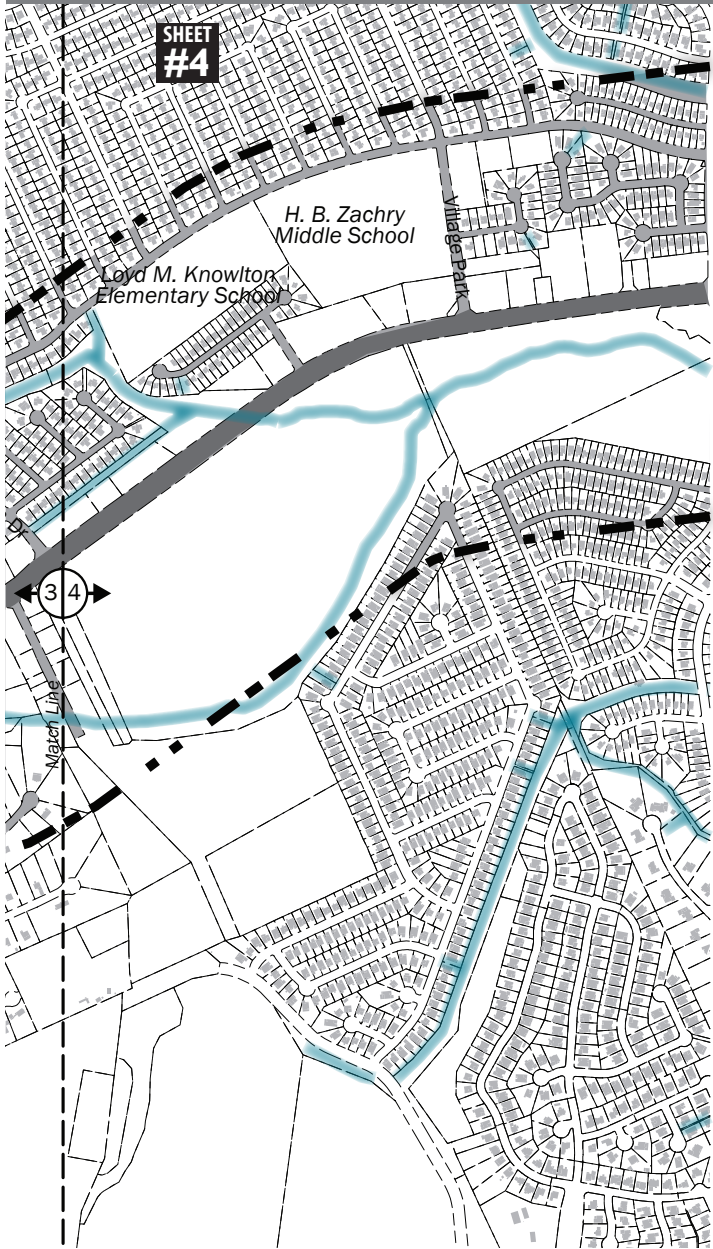 SHEET
#4
H. B. Zachry
Middle School
Village Park
Loyd M. Knowlton
Elementary School
Dr
3 4
Match Line